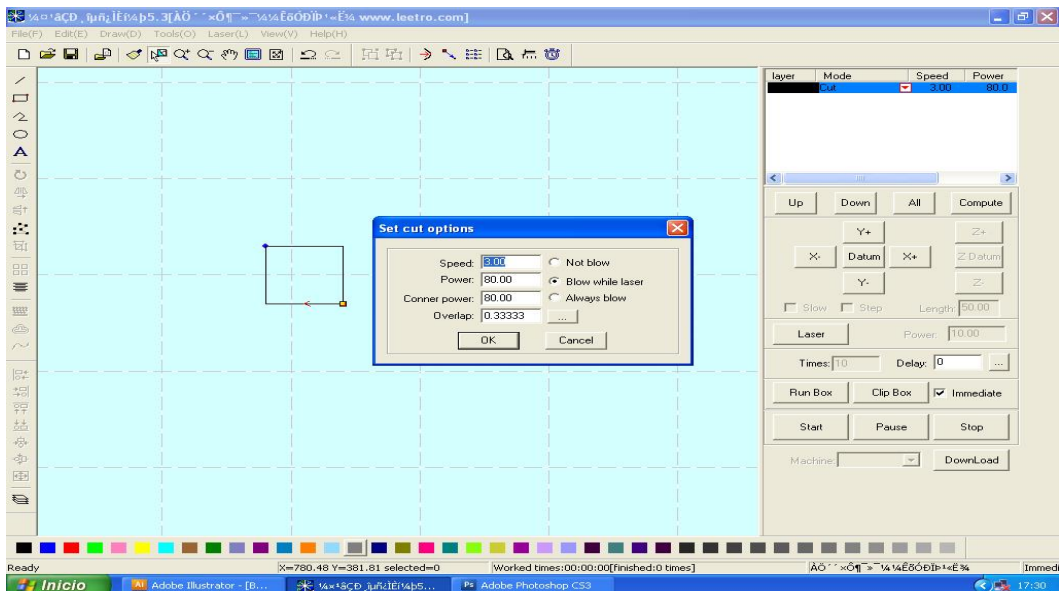 5.3[ www.leetro.com]
File(F) Edit(E) Draw(D) Tools(O) Laser(L) View(V) Help(H)
layer Mode Speed Power
Cut 3.00 80.0
A
Up Down All Compute
Y+ Z+
X- Datum X+ Z Datum
Y- Z-
Slow Step Length: 50.00
Laser Power: 10.00
Times: 10 Delay: 0 ...
Run Box Clip Box Immediate
Start Pause Stop
Machine: DownLoad
Set cut options
Speed: 3.00 Not blow
Power: 80.00 Blow while laser
Conner power: 80.00 Always blow
Overlap: 0.33333 ...
OK Cancel
Ready X=780.48 Y=381.81 selected=0 Worked times:00:00:00[finished:0 times] Immedi
Inicio Adobe Illustrator - [B... Adobe Photoshop CS3 17:30